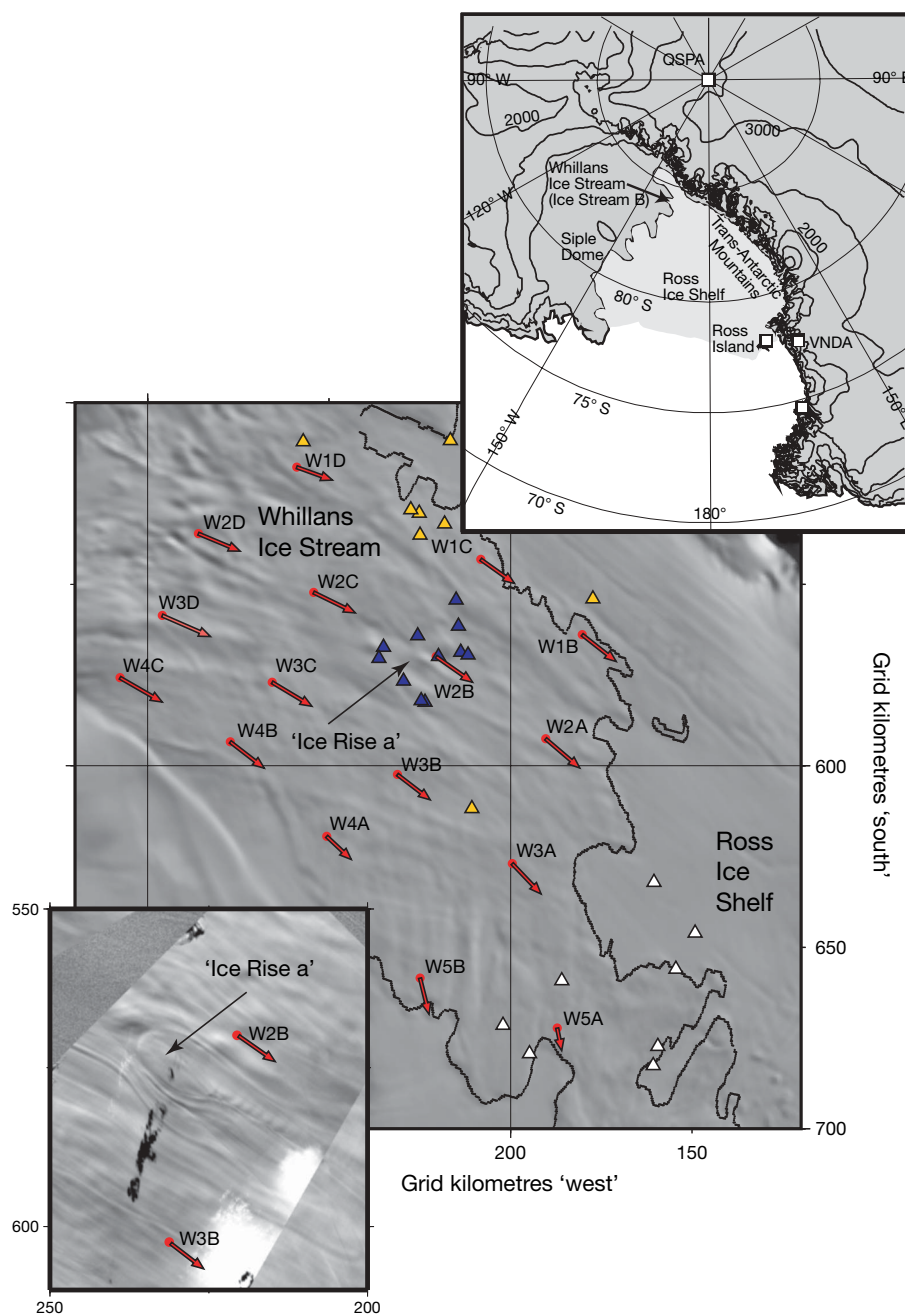 QSPA
90° W
90° E
2000
3000
Whillans
Ice Stream
(Ice Stream B)
120° W
Siple
Dome
Trans-Antarctic
Mountains
2000
Ross
Ice Shelf
80° S
Ross
Island
VNDA
75° S
150° W
150°
70° S
180°
W1D
W2D
Whillans
Ice Stream
W1C
W2C
W3D
W1B
W4C
W3C
W2B
'Ice Rise a'
W4B
W2A
W3B
600
W4A
W3A
Ross
Ice
Shelf
Grid kilometres 'south'
550
650
W5B
W5A
'Ice Rise a'
W2B
700
200
150
Grid kilometres 'west'
600
W3B
250
200